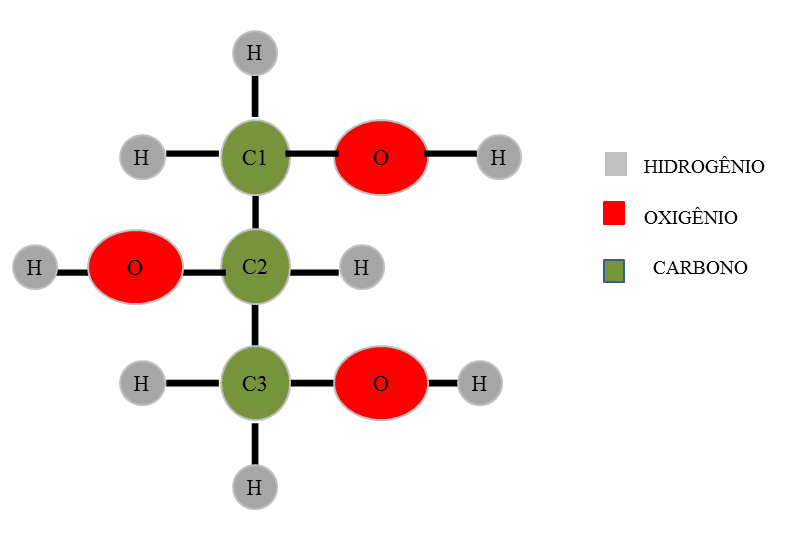 H
H C1 O H
H O C2 H
H C3 O H
H
HIDROGÊNIO
OXIGÊNIO
CARBONO